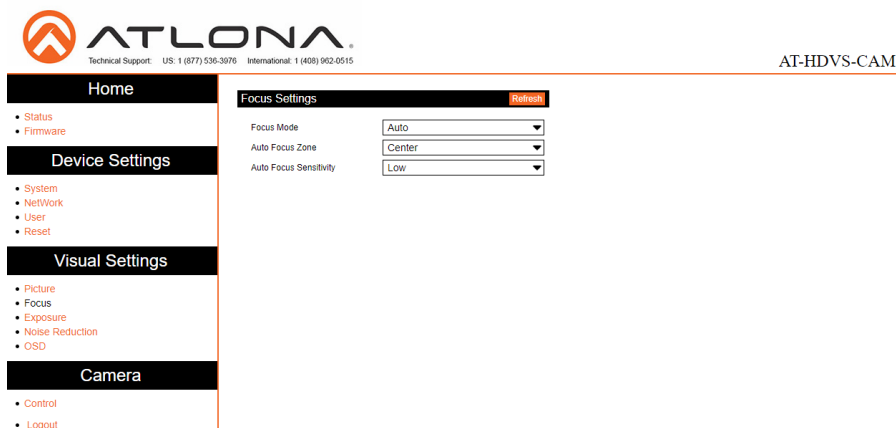 ATLONA®
Technical Support: US: 1 (877) 536-3976 International: 1 (408) 962-0515
AT-HDVS-CAM
Home
Status
Firmware
Device Settings
System
NetWork
User
Reset
Visual Settings
Picture
Focus
Exposure
Noise Reduction
OSD
Camera
Control
Logout
Focus Settings Refresh
Focus Mode Auto
Auto Focus Zone Center
Auto Focus Sensitivity Low